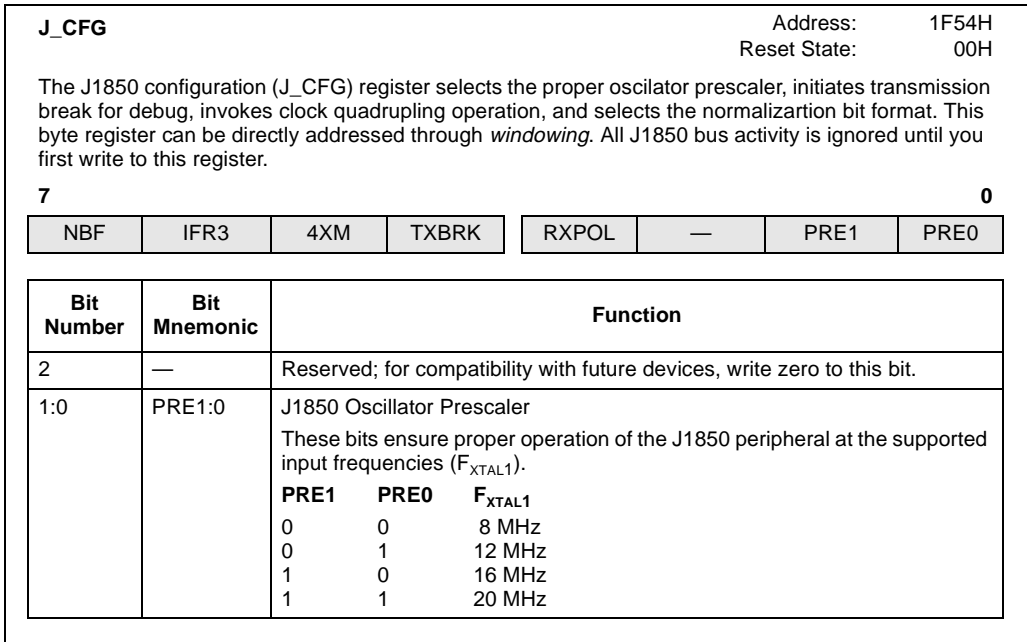 J_CFG Address: 1F54H
Reset State: 00H
The J1850 configuration (J_CFG) register selects the proper oscilator prescaler, initiates transmission
break for debug, invokes clock quadrupling operation, and selects the normalizartion bit format. This
byte register can be directly addressed through windowing. All J1850 bus activity is ignored until you
first write to this register.
7 0
NBF IFR3 4XM TXBRK RXPOL — PRE1 PRE0
Bit Number Bit Mnemonic Function
2 — Reserved; for compatibility with future devices, write zero to this bit.
1:0 PRE1:0 J1850 Oscillator Prescaler
These bits ensure proper operation of the J1850 peripheral at the supported
input frequencies (FXTAL1).
PRE1 PRE0 FXTAL1
0 0 8 MHz
0 1 12 MHz
1 0 16 MHz
1 1 20 MHz